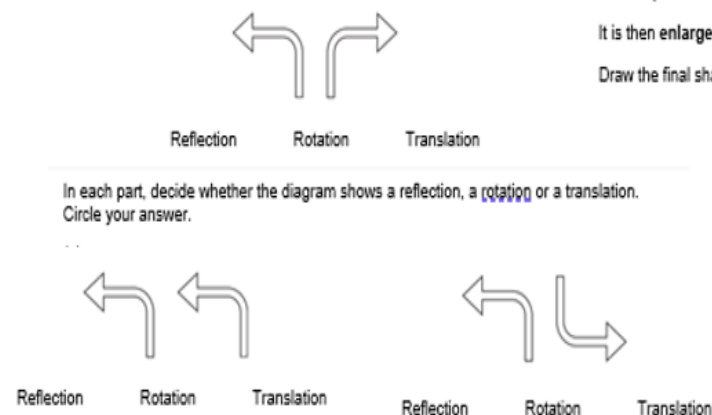 It is then enlarge
Draw the final sha
Reflection Rotation Translation
In each part, decide whether the diagram shows a reflection, a rotation or a translation.
Circle your answer.
Reflection Rotation Translation
Reflection Rotation Translation